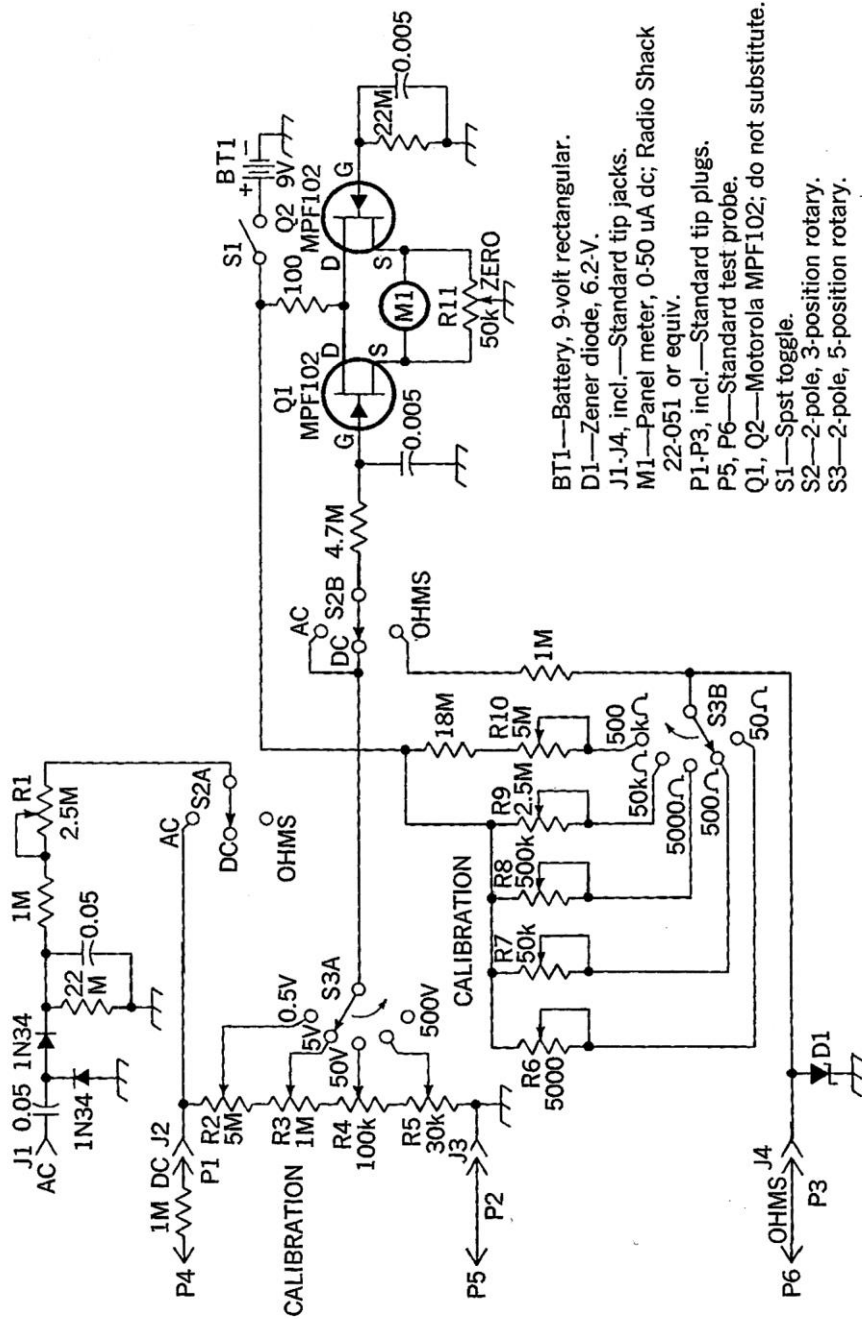 J1
AC
0.05
1N34
1N34
22
M
0.05
1M
R1
2.5M
AC
S2A
DC
OHMS
P4
1M
DC
J2
P1
CALIBRATION
R2
5M
R3
1M
R4
100k
R5
30k
J3
P2
P5
0.5V
5V
50V
500V
S3A
AC
DC
S2B
OHMS
4.7M
0.005
Q1
MPF102
G
D
S
100
S1
BT1
+
−
9V
Q2
MPF102
D
S
G
M1
R11
50k
ZERO
22M
0.005
CALIBRATION
R6
5000
R7
50k
R8
500k
R9
2.5M
R10
5M
18M
1M
500
kΩ
50kΩ
5000Ω
500Ω
50Ω
S3B
P6
OHMS
J4
P3
D1
BT1—Battery, 9-volt rectangular.
D1—Zener diode, 6.2-V.
J1-J4, incl.—Standard tip jacks.
M1—Panel meter, 0-50 uA dc; Radio Shack
22-051 or equiv.
P1-P3, incl.—Standard tip plugs.
P5, P6—Standard test probe.
Q1, Q2—Motorola MPF102; do not substitute.
S1—Spst toggle.
S2—2-pole, 3-position rotary.
S3—2-pole, 5-position rotary.